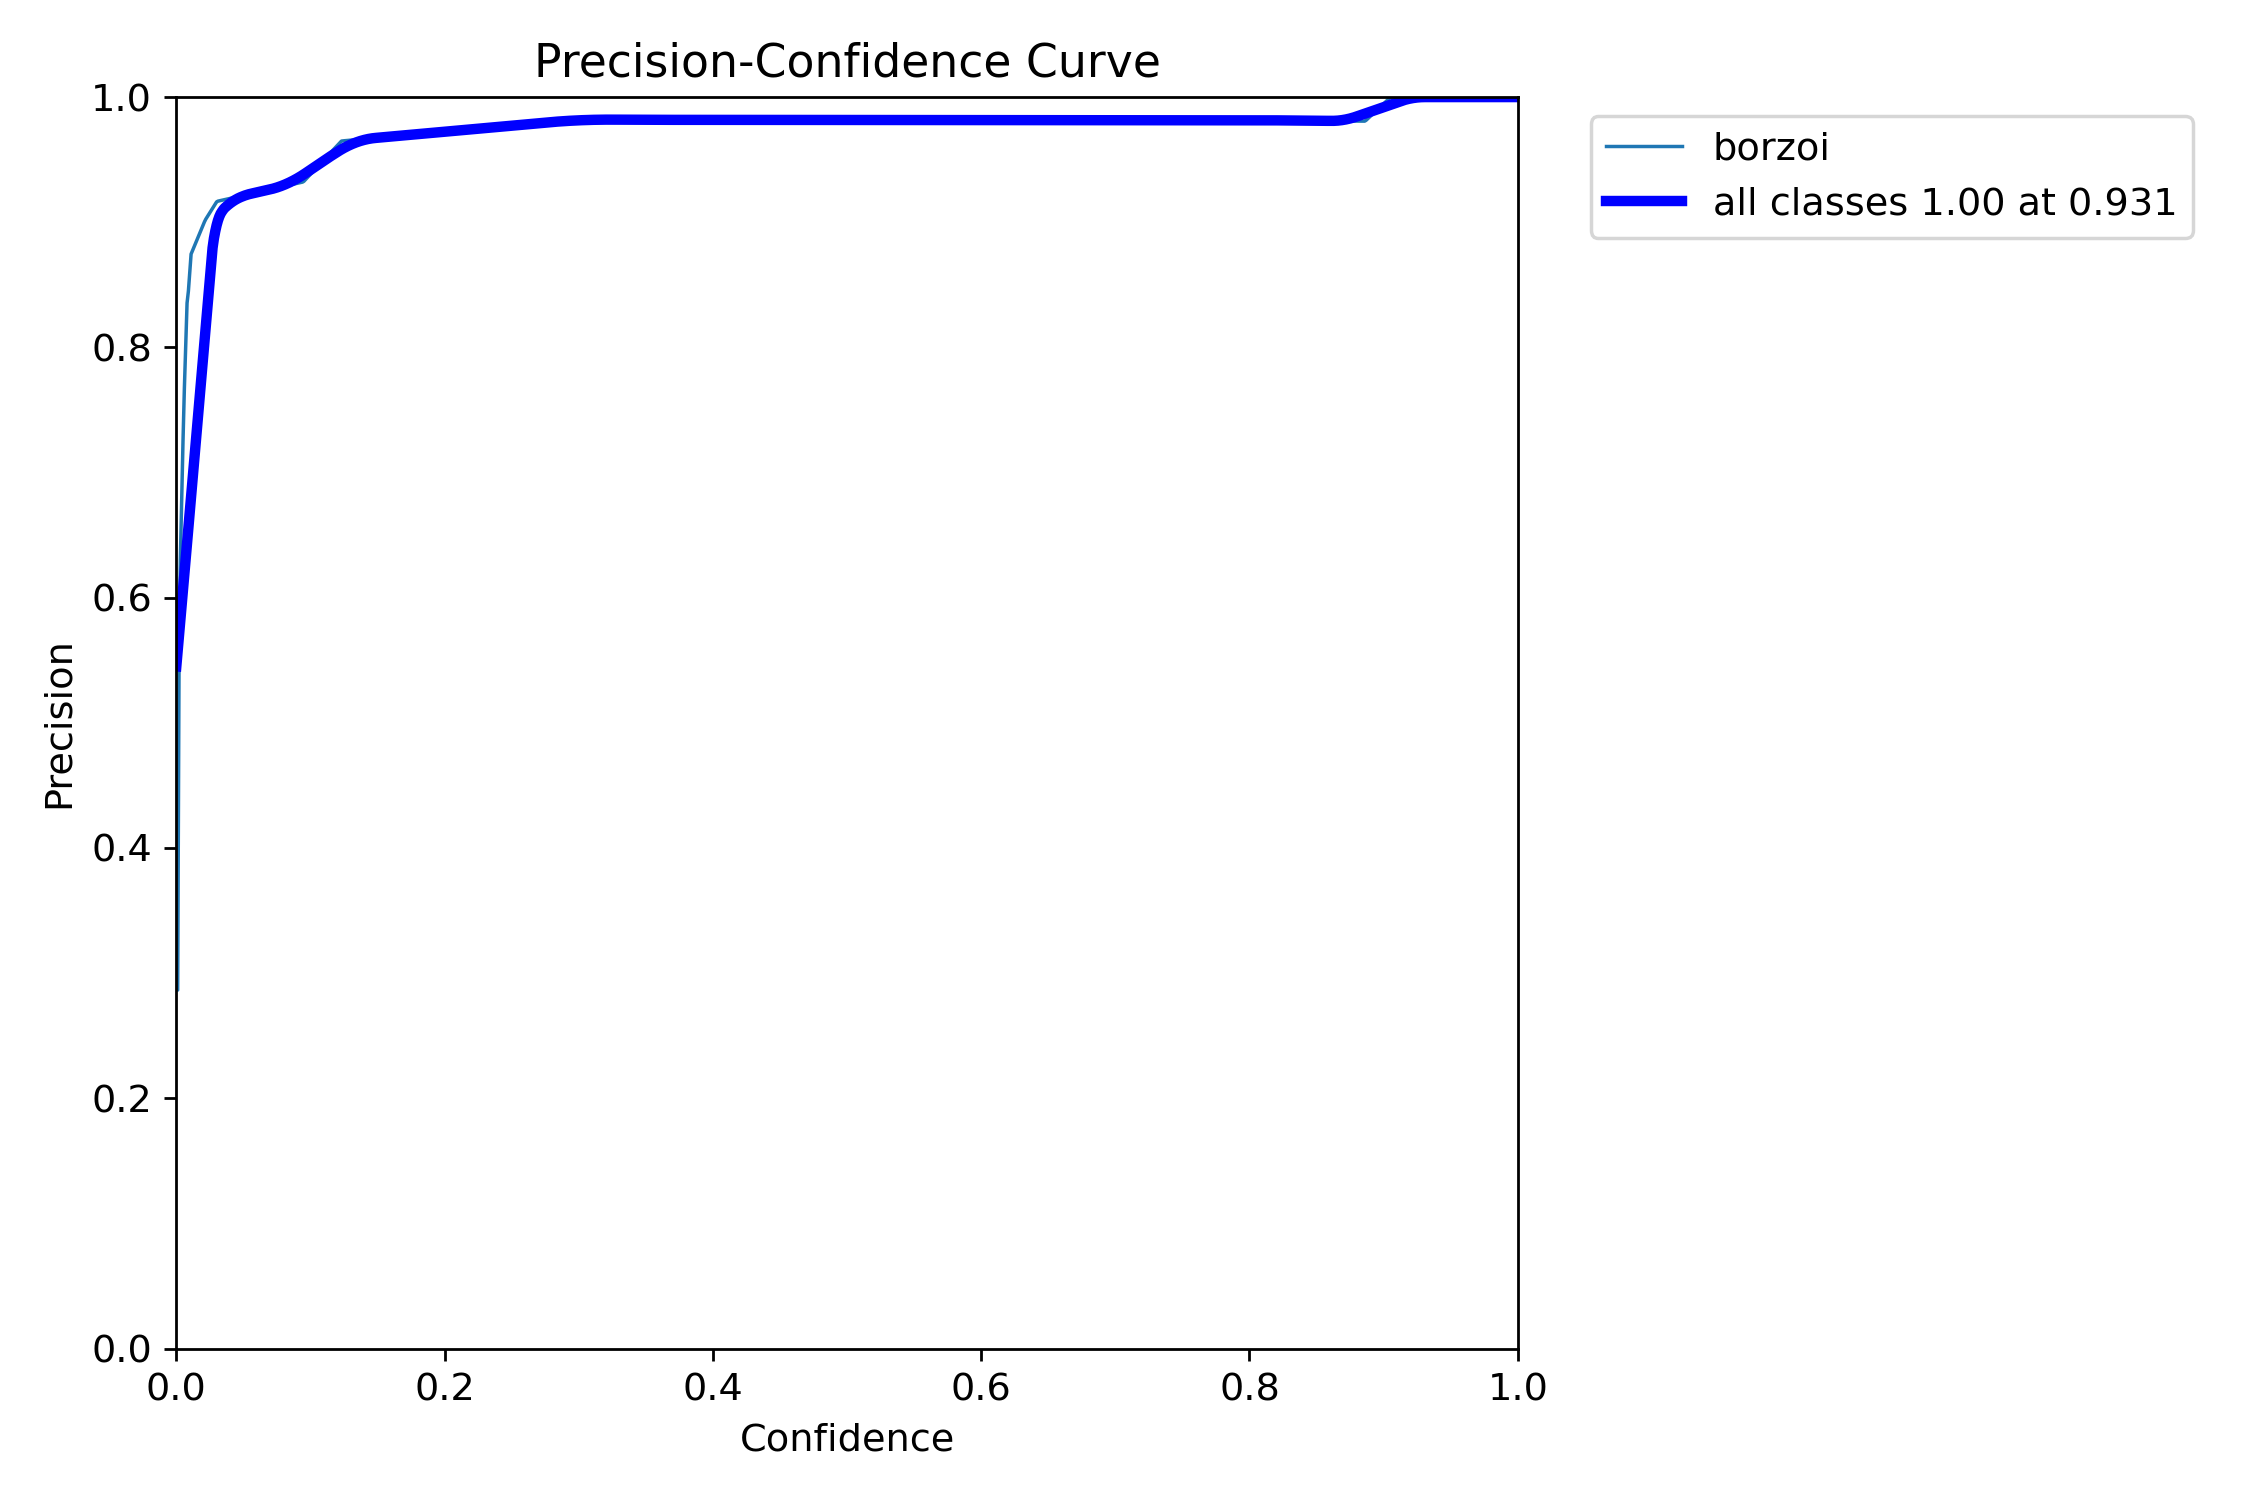 Precision-Confidence Curve
1.0
0.8
0.6
0.4
0.2
0.0
Precision
0.0 0.2 0.4 0.6 0.8 1.0
Confidence
borzoi
all classes 1.00 at 0.931